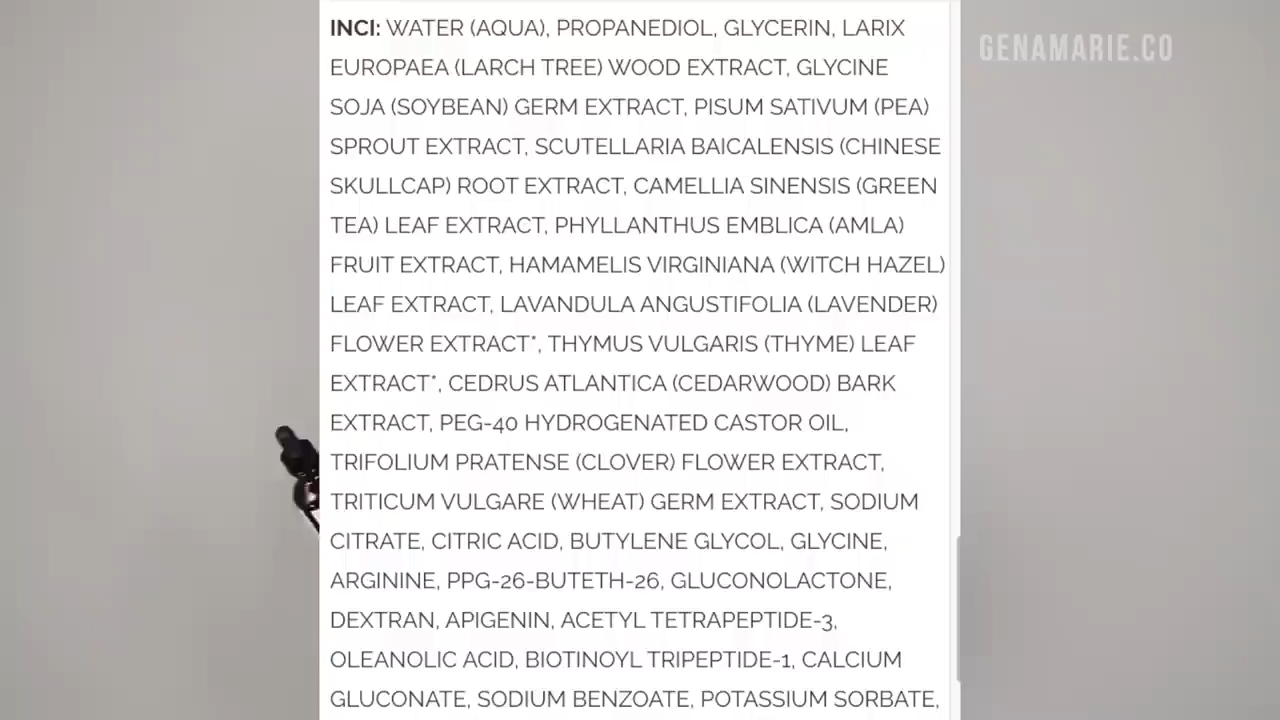 INCI: WATER (AQUA), PROPANEDIOL, GLYCERIN, LARIX
EUROPAEA (LARCH TREE) WOOD EXTRACT, GLYCINE
SOJA (SOYBEAN) GERM EXTRACT, PISUM SATIVUM (PEA)
SPROUT EXTRACT, SCUTELLARIA BAICALENSIS (CHINESE
SKULLCAP) ROOT EXTRACT, CAMELLIA SINENSIS (GREEN
TEA) LEAF EXTRACT, PHYLLANTHUS EMBLICA (AMLA)
FRUIT EXTRACT, HAMAMELIS VIRGINIANA (WITCH HAZEL)
LEAF EXTRACT, LAVANDULA ANGUSTIFOLIA (LAVENDER)
FLOWER EXTRACT*, THYMUS VULGARIS (THYME) LEAF
EXTRACT*, CEDRUS ATLANTICA (CEDARWOOD) BARK
EXTRACT, PEG-40 HYDROGENATED CASTOR OIL,
TRIFOLIUM PRATENSE (CLOVER) FLOWER EXTRACT,
TRITICUM VULGARE (WHEAT) GERM EXTRACT, SODIUM
CITRATE, CITRIC ACID, BUTYLENE GLYCOL, GLYCINE,
ARGININE, PPG-26-BUTETH-26, GLUCONOLACTONE,
DEXTRAN, APIGENIN, ACETYL TETRAPEPTIDE-3,
OLEANOLIC ACID, BIOTINOYL TRIPEPTIDE-1, CALCIUM
GLUCONATE, SODIUM BENZOATE, POTASSIUM SORBATE,
GENAMARIE.CO